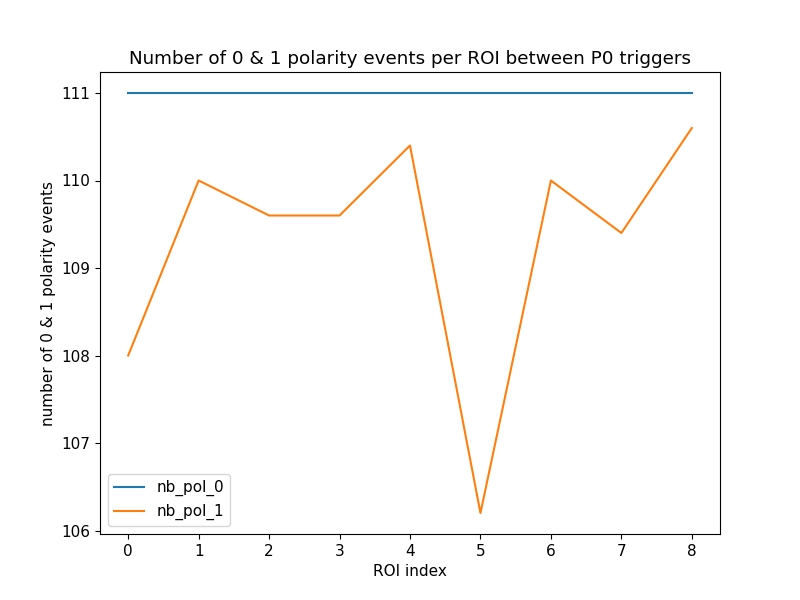 Number of 0 & 1 polarity events per ROI between P0 triggers
111
110
109
108
107
106
number of 0 & 1 polarity events
nb_pol_0
nb_pol_1
0 1 2 3 4 5 6 7 8
ROI index